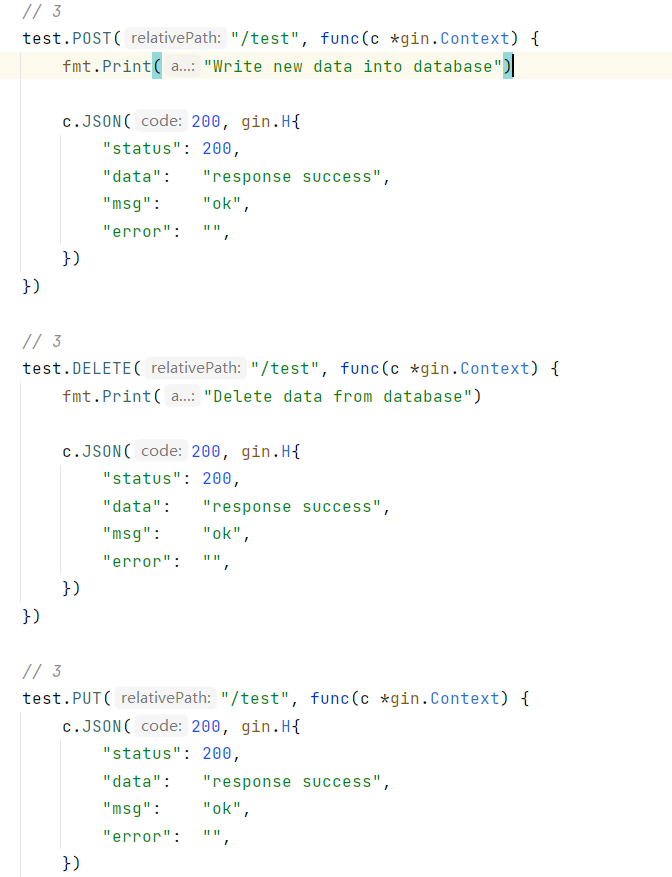 // 3
test.POST( relativePath: "/test", func(c *gin.Context) {
    fmt.Print( a...: "Write new data into database")

    c.JSON( code: 200, gin.H{
        "status": 200,
        "data":   "response success",
        "msg":    "ok",
        "error":  "",
    })
})

// 3
test.DELETE( relativePath: "/test", func(c *gin.Context) {
    fmt.Print( a...: "Delete data from database")

    c.JSON( code: 200, gin.H{
        "status": 200,
        "data":   "response success",
        "msg":    "ok",
        "error":  "",
    })
})

// 3
test.PUT( relativePath: "/test", func(c *gin.Context) {
    c.JSON( code: 200, gin.H{
        "status": 200,
        "data":   "response success",
        "msg":    "ok",
        "error":  "",
    })